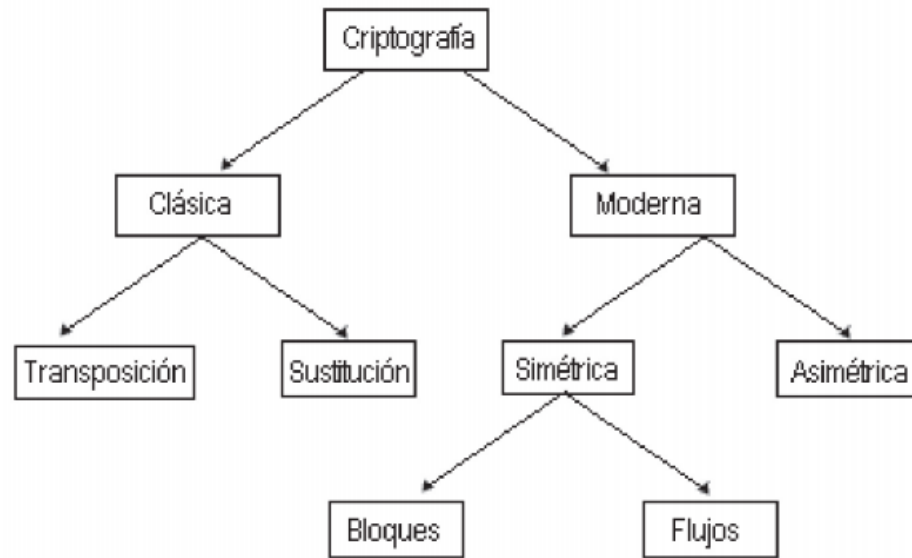 Criptografía
Clásica
Moderna
Transposición
Sustitución
Simétrica
Asimétrica
Bloques
Flujos